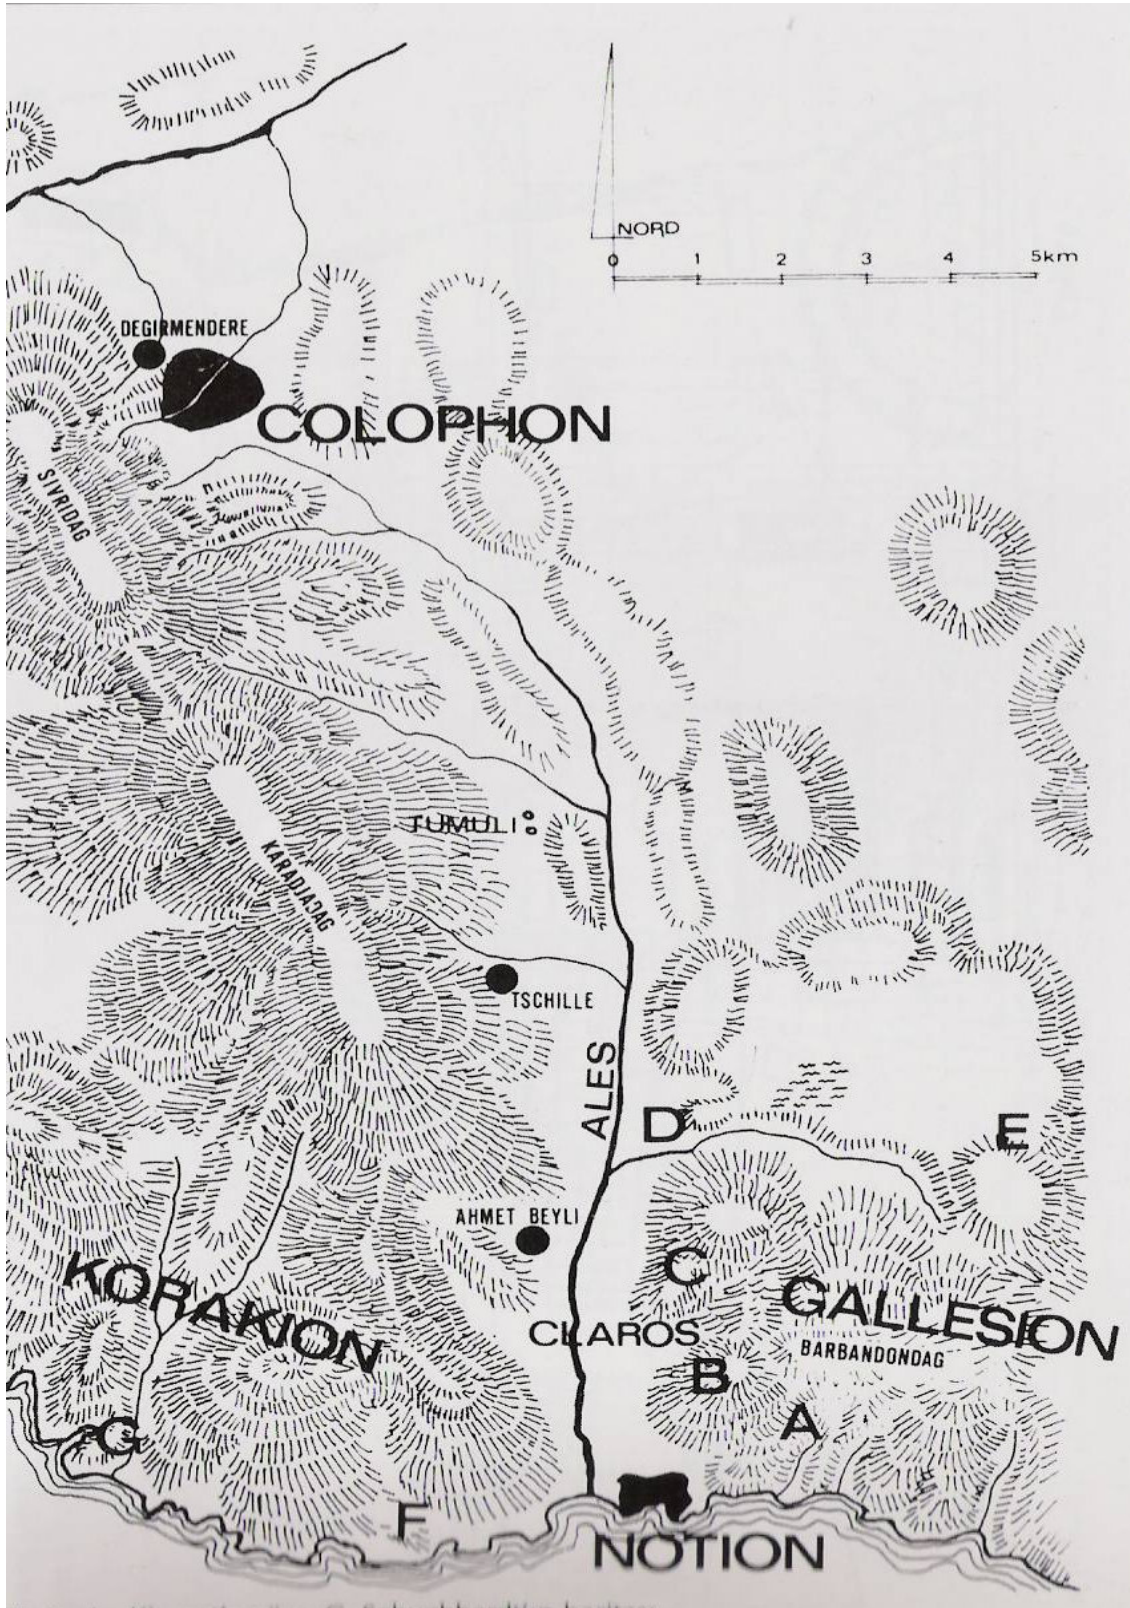 NORD
0 1 2 3 4 5km
DEGIRMENDERE
COLOPHON
SIVRIDAG
TUMULI
KARADJADAG
TSCHILLE
ALES
D
E
AHMET BEYLI
C
KORAKION
GALLESION
CLAROS
BARBANDONDAG
B
A
G
F
NOTION